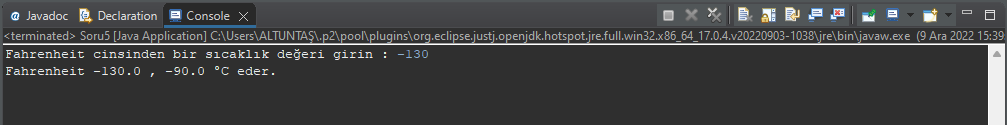 Javadoc Declaration Console
<terminated> Soru5 [Java Application] C:\Users\ALTUNTAŞ\.p2\pool\plugins\org.eclipse.justj.openjdk.hotspot.jre.full.win32.x86_64_17.0.4.v20220903-1038\jre\bin\javaw.exe (9 Ara 2022 15:39
Fahrenheit cinsinden bir sıcaklık değeri girin : -130
Fahrenheit -130.0 , -90.0 °C eder.